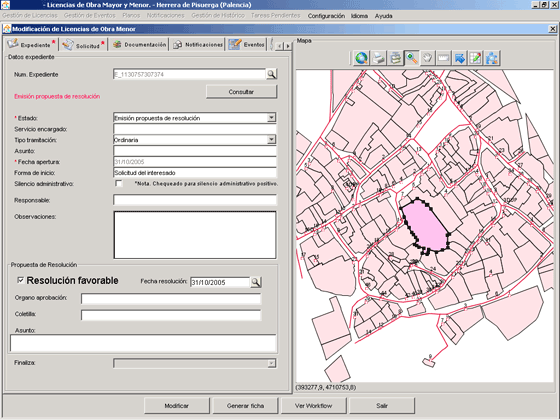 - Licencias de Obra Mayor y Menor. - Herrera de Pisuerga (Palencia)
Gestión de Licencias Gestión de Eventos Planos Notificaciones Gestión de Histórico Tareas Pendientes Configuración Idioma Ayuda
Modificación de Licencias de Obra Menor
Expediente * Solicitud * Documentación Notificaciones Eventos
Mapa
Datos expediente
Num. Expediente E_1130757307374
Emisión propuesta de resolución
Consultar
* Estado: Emisión propuesta de resolución
Servicio encargado:
Tipo tramitación: Ordinaria
Asunto:
* Fecha apertura: 31/10/2005
Forma de inicio: Solicitud del interesado
Silencio administrativo: *Nota. Chequeado para silencio administrativo positivo.
Responsable:
Observaciones:
Propuesta de Resolución
Resolución favorable Fecha resolución: 31/10/2005
Organo aprobación:
Coletilla:
Asunto:
Finaliza:
(393277,9, 4710753,8)
Modificar Generar ficha Ver Workflow Salir